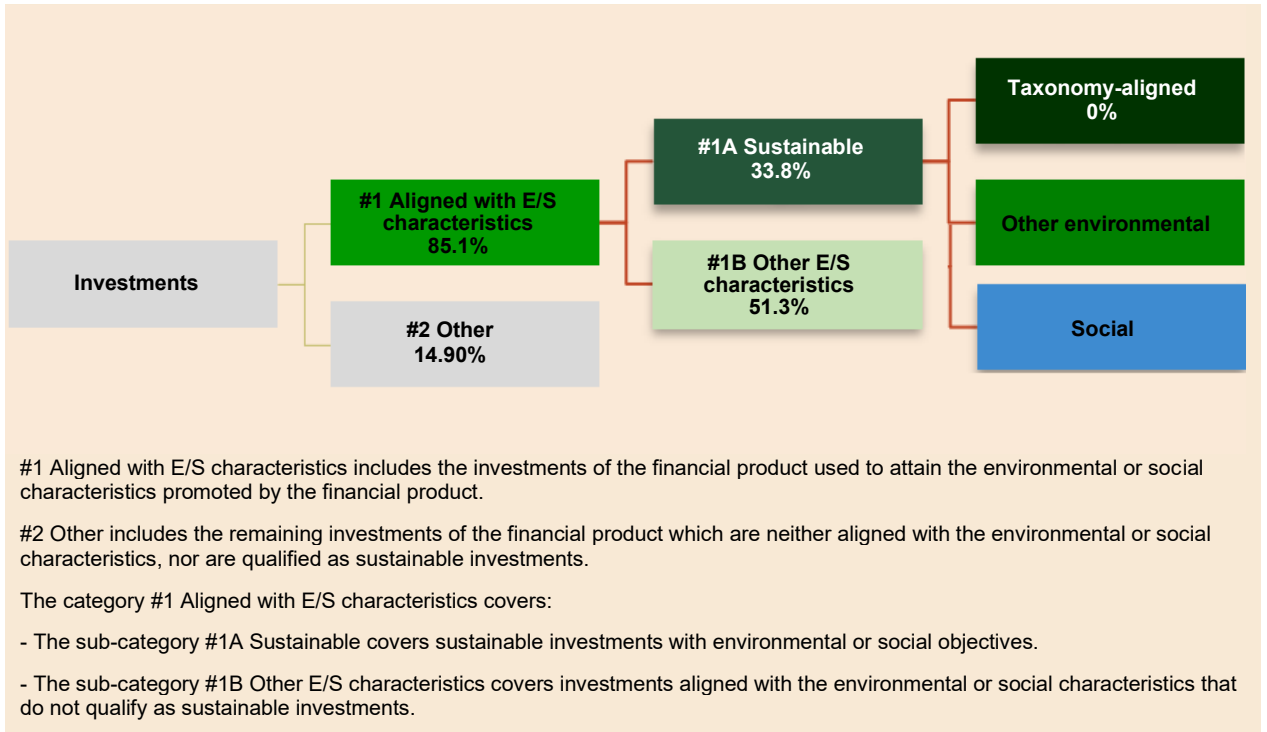 Investments
#1 Aligned with E/S
characteristics
85.1%
#2 Other
14.90%
#1A Sustainable
33.8%
#1B Other E/S
characteristics
51.3%
Taxonomy-aligned
0%
Other environmental
Social
#1 Aligned with E/S characteristics includes the investments of the financial product used to attain the environmental or social
characteristics promoted by the financial product.
#2 Other includes the remaining investments of the financial product which are neither aligned with the environmental or social
characteristics, nor are qualified as sustainable investments.
The category #1 Aligned with E/S characteristics covers:
- The sub-category #1A Sustainable covers sustainable investments with environmental or social objectives.
- The sub-category #1B Other E/S characteristics covers investments aligned with the environmental or social characteristics that
do not qualify as sustainable investments.